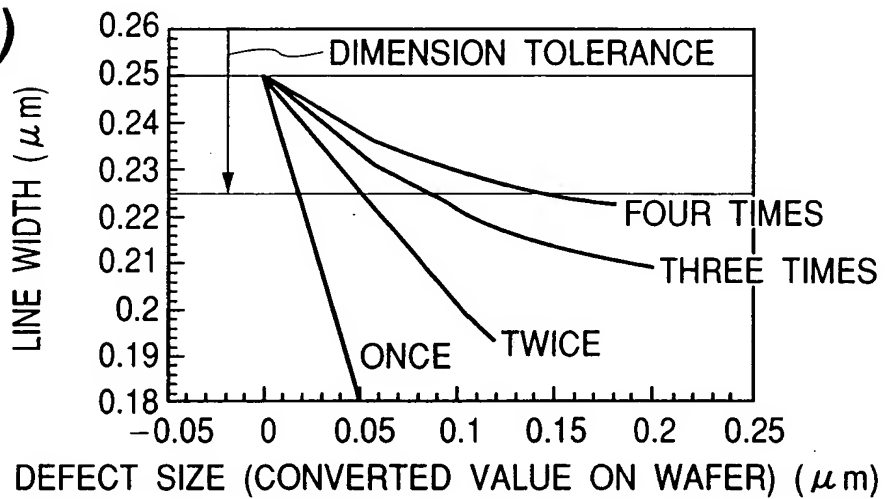 )
0.26
0.25
0.24
0.23
0.22
0.21
0.2
0.19
0.18
LINE WIDTH (μm)
DIMENSION TOLERANCE
FOUR TIMES
THREE TIMES
TWICE
ONCE
−0.05 0 0.05 0.1 0.15 0.2 0.25
DEFECT SIZE (CONVERTED VALUE ON WAFER) (μm)